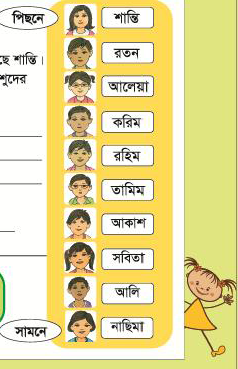 পিছনে
শান্তি
রতন
ছে শান্তি।
শুদের
আলেয়া
করিম
রহিম
তামিম
আকাশ
সবিতা
আলি
সামনে
নাছিমা